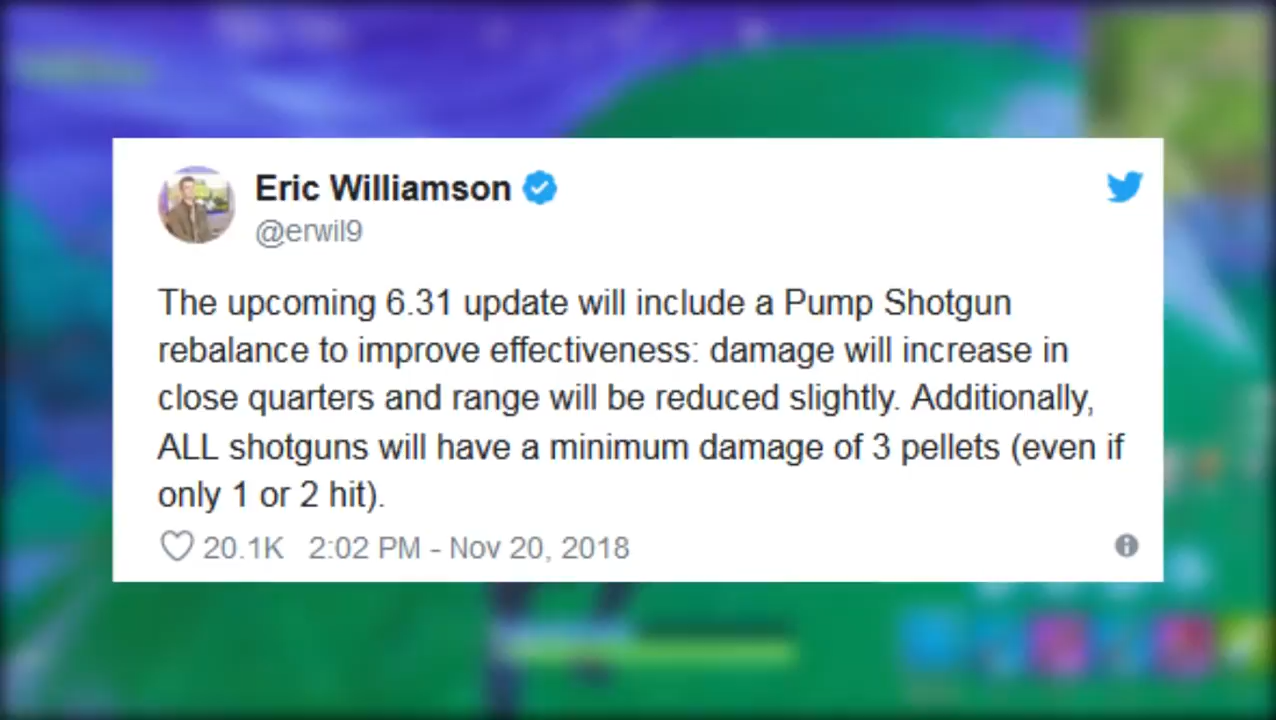 Eric Williamson
@erwil9
The upcoming 6.31 update will include a Pump Shotgun
rebalance to improve effectiveness: damage will increase in
close quarters and range will be reduced slightly. Additionally,
ALL shotguns will have a minimum damage of 3 pellets (even if
only 1 or 2 hit).
20.1K 2:02 PM - Nov 20, 2018